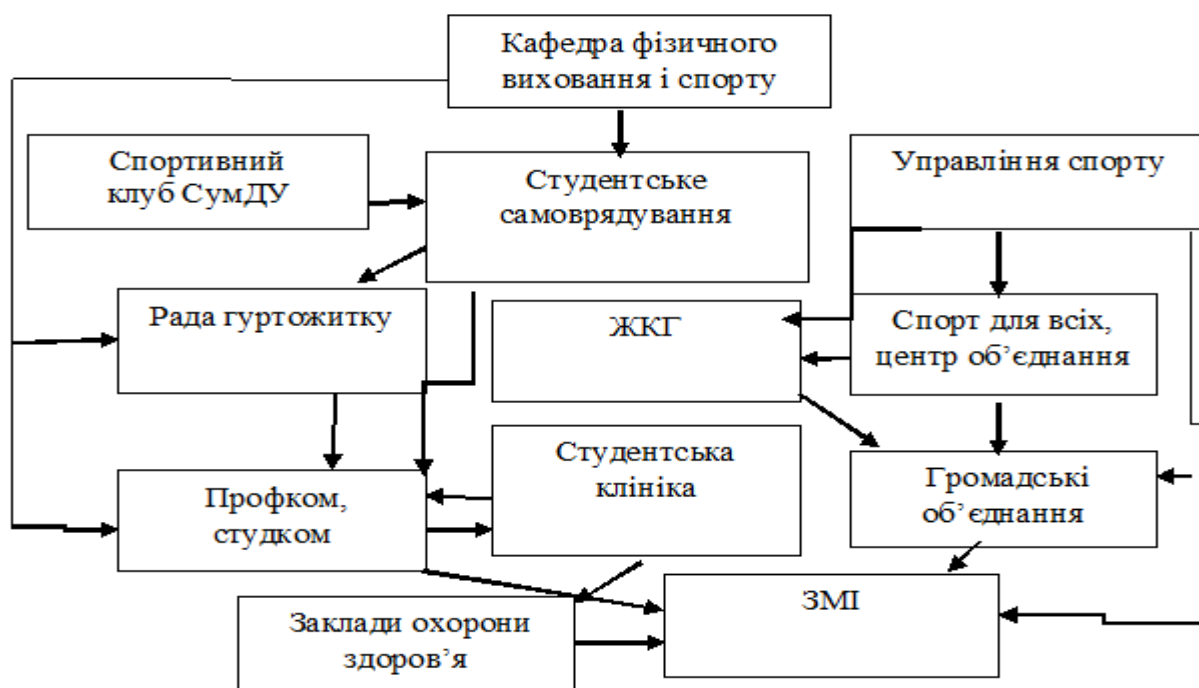 Кафедра фізичного
виховання і спорту
Спортивний
клуб СумДУ
Студентське
самоврядування
Управління спорту
Рада гуртожитку
ЖКГ
Спорт для всіх,
центр об’єднання
Студентська
клініка
Громадські
об’єднання
Профком,
студком
ЗМІ
Заклади охорони
здоров’я